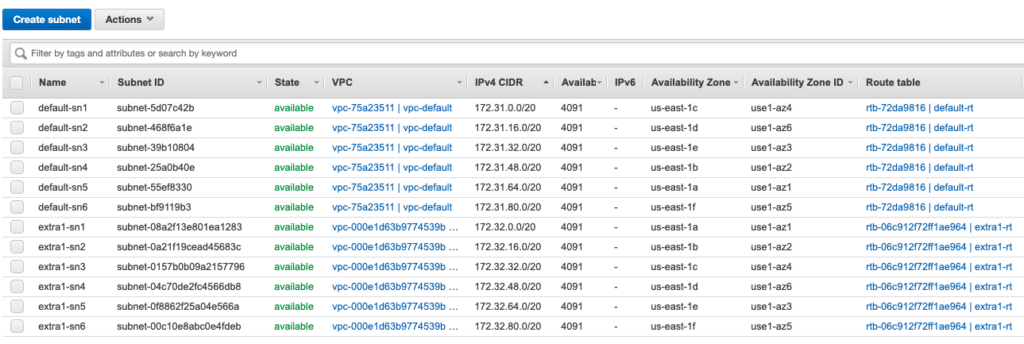 Create subnet Actions
Filter by tags and attributes or search by keyword
Name Subnet ID State VPC IPv4 CIDR Availab IPv6 Availability Zone Availability Zone ID Route table
default-sn1 subnet-5d07c42b available vpc-75a23511 | vpc-default 172.31.0.0/20 4091 - us-east-1c use1-az4 rtb-72da9816 | default-rt
default-sn2 subnet-468f6a1e available vpc-75a23511 | vpc-default 172.31.16.0/20 4091 - us-east-1d use1-az6 rtb-72da9816 | default-rt
default-sn3 subnet-39b10804 available vpc-75a23511 | vpc-default 172.31.32.0/20 4091 - us-east-1e use1-az3 rtb-72da9816 | default-rt
default-sn4 subnet-25a0b40e available vpc-75a23511 | vpc-default 172.31.48.0/20 4091 - us-east-1b use1-az2 rtb-72da9816 | default-rt
default-sn5 subnet-55ef8330 available vpc-75a23511 | vpc-default 172.31.64.0/20 4091 - us-east-1a use1-az1 rtb-72da9816 | default-rt
default-sn6 subnet-bf9119b3 available vpc-75a23511 | vpc-default 172.31.80.0/20 4091 - us-east-1f use1-az5 rtb-72da9816 | default-rt
extra1-sn1 subnet-08a2f13e801ea1283 available vpc-000e1d63b9774539b ... 172.32.0.0/20 4091 - us-east-1a use1-az1 rtb-06c912f72ff1ae964 | extra1-rt
extra1-sn2 subnet-0a21f19cead45683c available vpc-000e1d63b9774539b ... 172.32.16.0/20 4091 - us-east-1b use1-az2 rtb-06c912f72ff1ae964 | extra1-rt
extra1-sn3 subnet-0157b0b09a2157796 available vpc-000e1d63b9774539b ... 172.32.32.0/20 4091 - us-east-1c use1-az4 rtb-06c912f72ff1ae964 | extra1-rt
extra1-sn4 subnet-04c70de2fc4566db8 available vpc-000e1d63b9774539b ... 172.32.48.0/20 4091 - us-east-1d use1-az6 rtb-06c912f72ff1ae964 | extra1-rt
extra1-sn5 subnet-0f8862f25a04e566a available vpc-000e1d63b9774539b ... 172.32.64.0/20 4091 - us-east-1e use1-az3 rtb-06c912f72ff1ae964 | extra1-rt
extra1-sn6 subnet-00c10e8abc0e4fdeb available vpc-000e1d63b9774539b ... 172.32.80.0/20 4091 - us-east-1f use1-az5 rtb-06c912f72ff1ae964 | extra1-rt